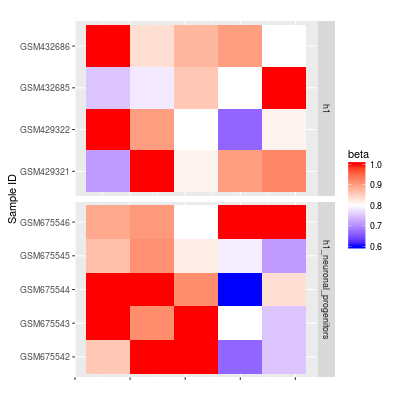 Sample ID
GSM432686
GSM432685
GSM429322
GSM429321
h1
GSM675546
GSM675545
GSM675544
GSM675543
GSM675542
h1_neuronal_progenitors
beta
1.0
0.9
0.8
0.7
0.6